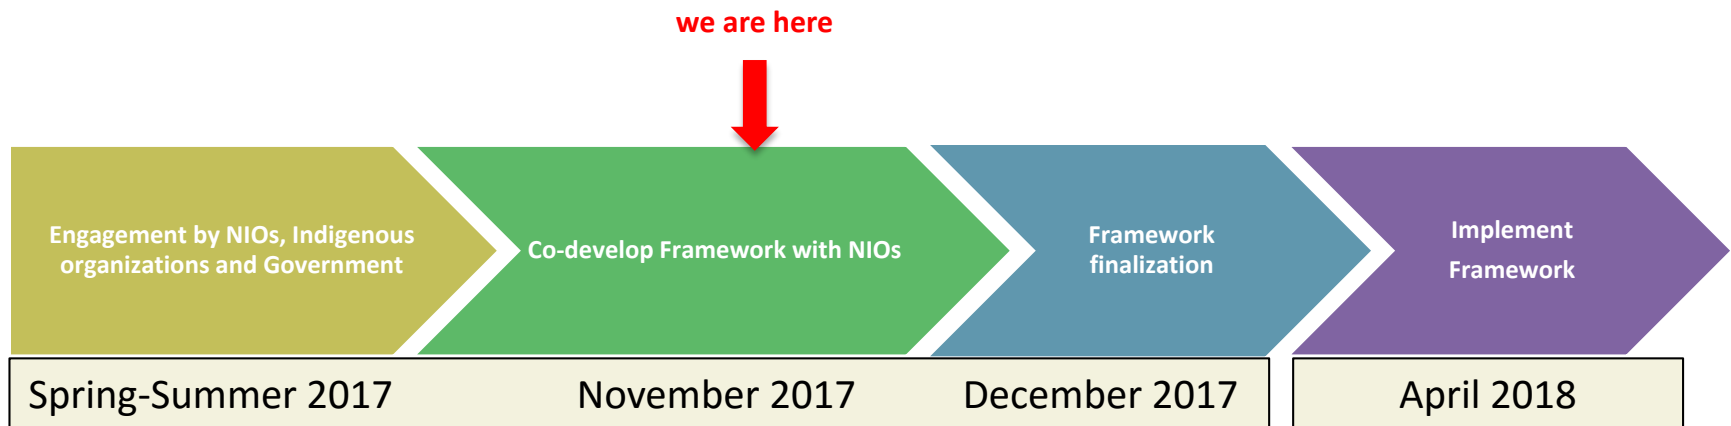 we are here
Engagement by NIOs, Indigenous
organizations and Government
Co-develop Framework with NIOs
Framework
finalization
Implement
Framework
Spring-Summer 2017
November 2017
December 2017
April 2018